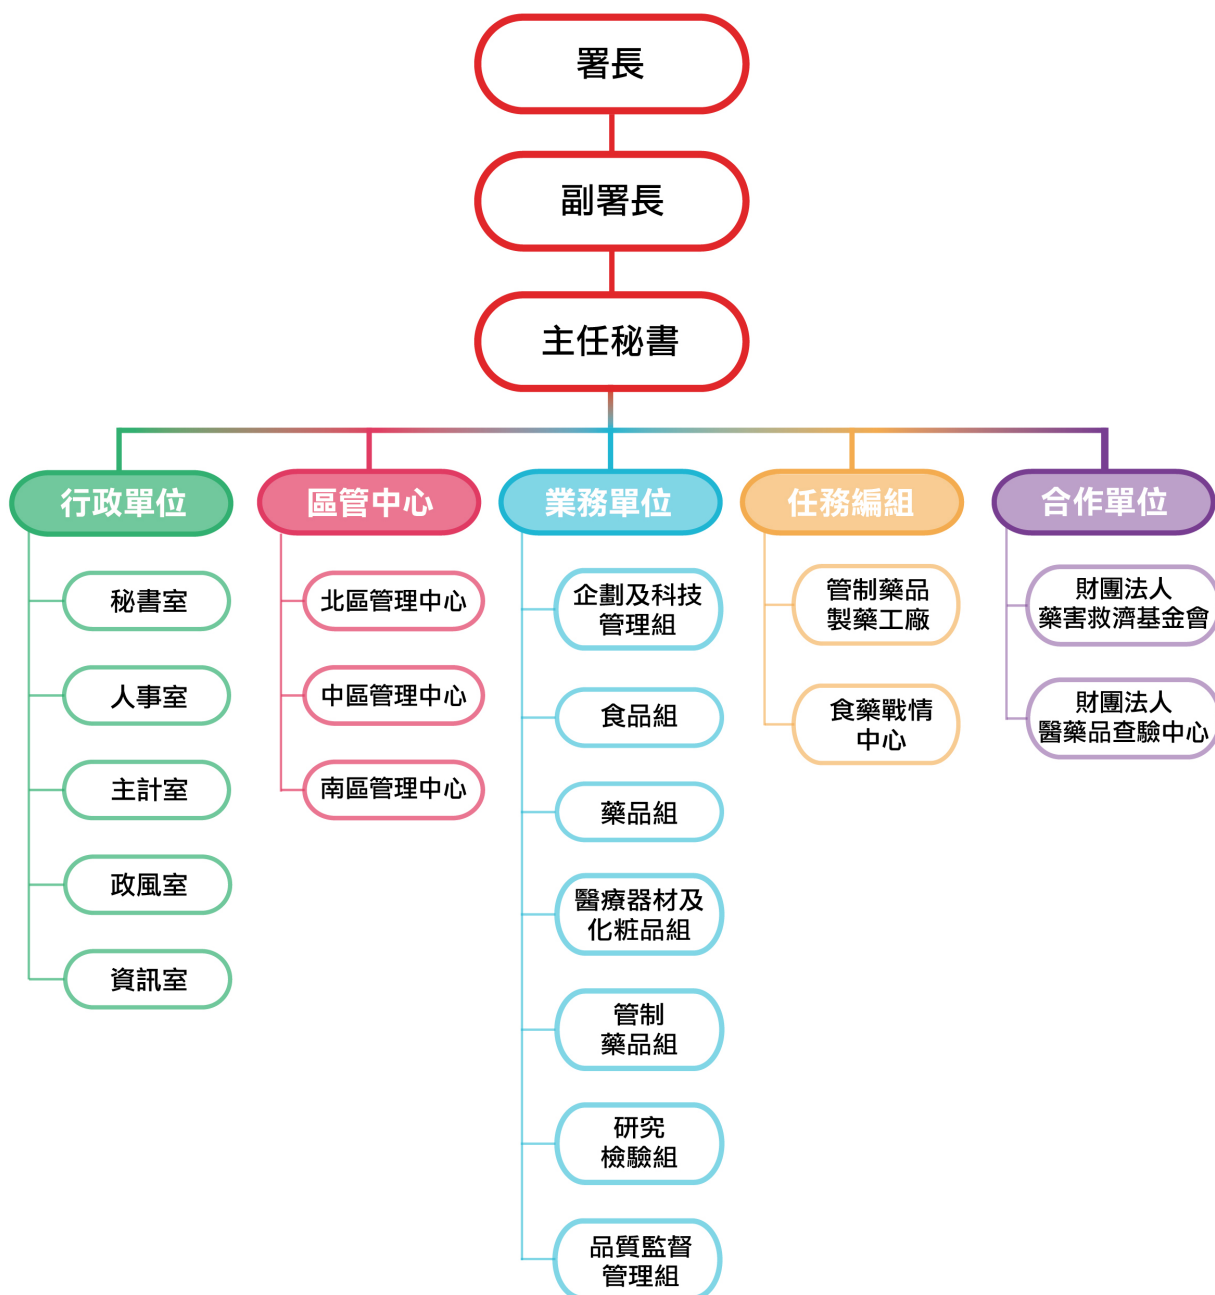 署長
副署長
主任秘書
行政單位
秘書室
人事室
主計室
政風室
資訊室
區管中心
北區管理中心
中區管理中心
南區管理中心
業務單位
企劃及科技
管理組
食品組
藥品組
醫療器材及
化粧品組
管制
藥品組
研究
檢驗組
品質監督
管理組
任務編組
管制藥品
製藥工廠
食藥戰情
中心
合作單位
財團法人
藥害救濟基金會
財團法人
醫藥品查驗中心